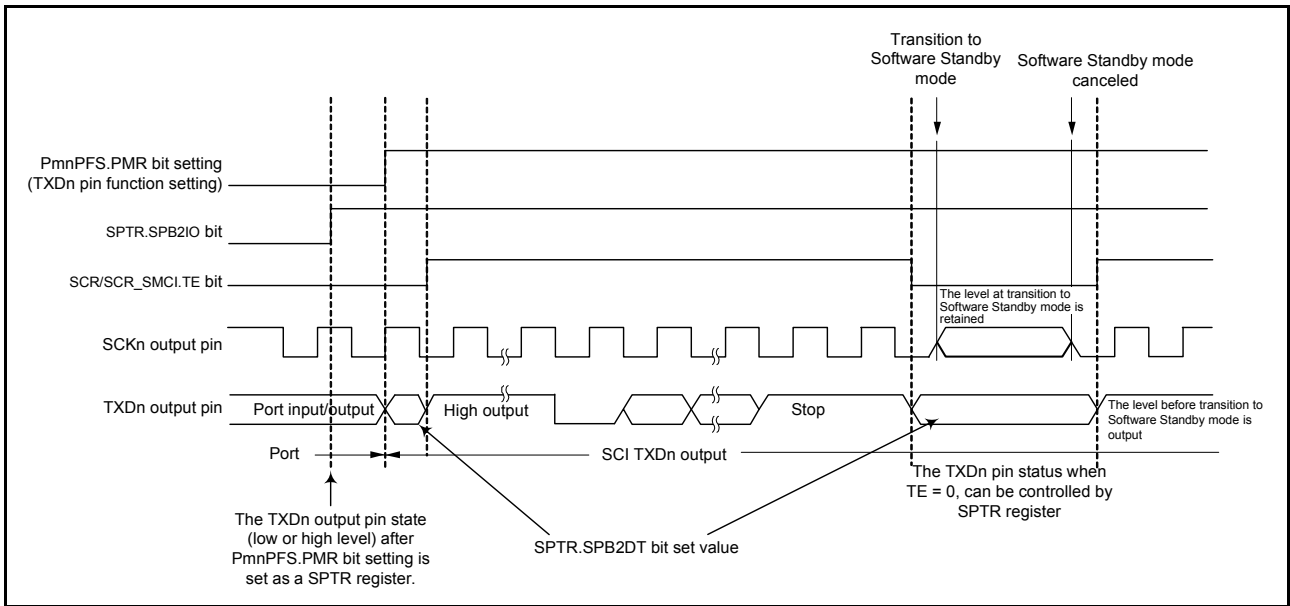 Transition to
Software Standby
mode
Software Standby mode
canceled
PmnPFS.PMR bit setting
(TXDn pin function setting)
SPTR.SPB2IO bit
SCR/SCR_SMCI.TE bit
The level at transition to
Software Standby mode is
retained
SCKn output pin
TXDn output pin
Port input/output
High output
Stop
The level before transition to
Software Standby mode is
output
Port
SCI TXDn output
The TXDn pin status when
TE = 0, can be controlled by
SPTR register
The TXDn output pin state
(low or high level) after
PmnPFS.PMR bit setting is
set as a SPTR register.
SPTR.SPB2DT bit set value